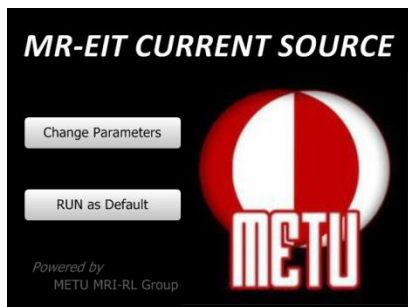 MR-EIT CURRENT SOURCE
Change Parameters
RUN as Default
METU
Powered by
METU MRI-RL Group